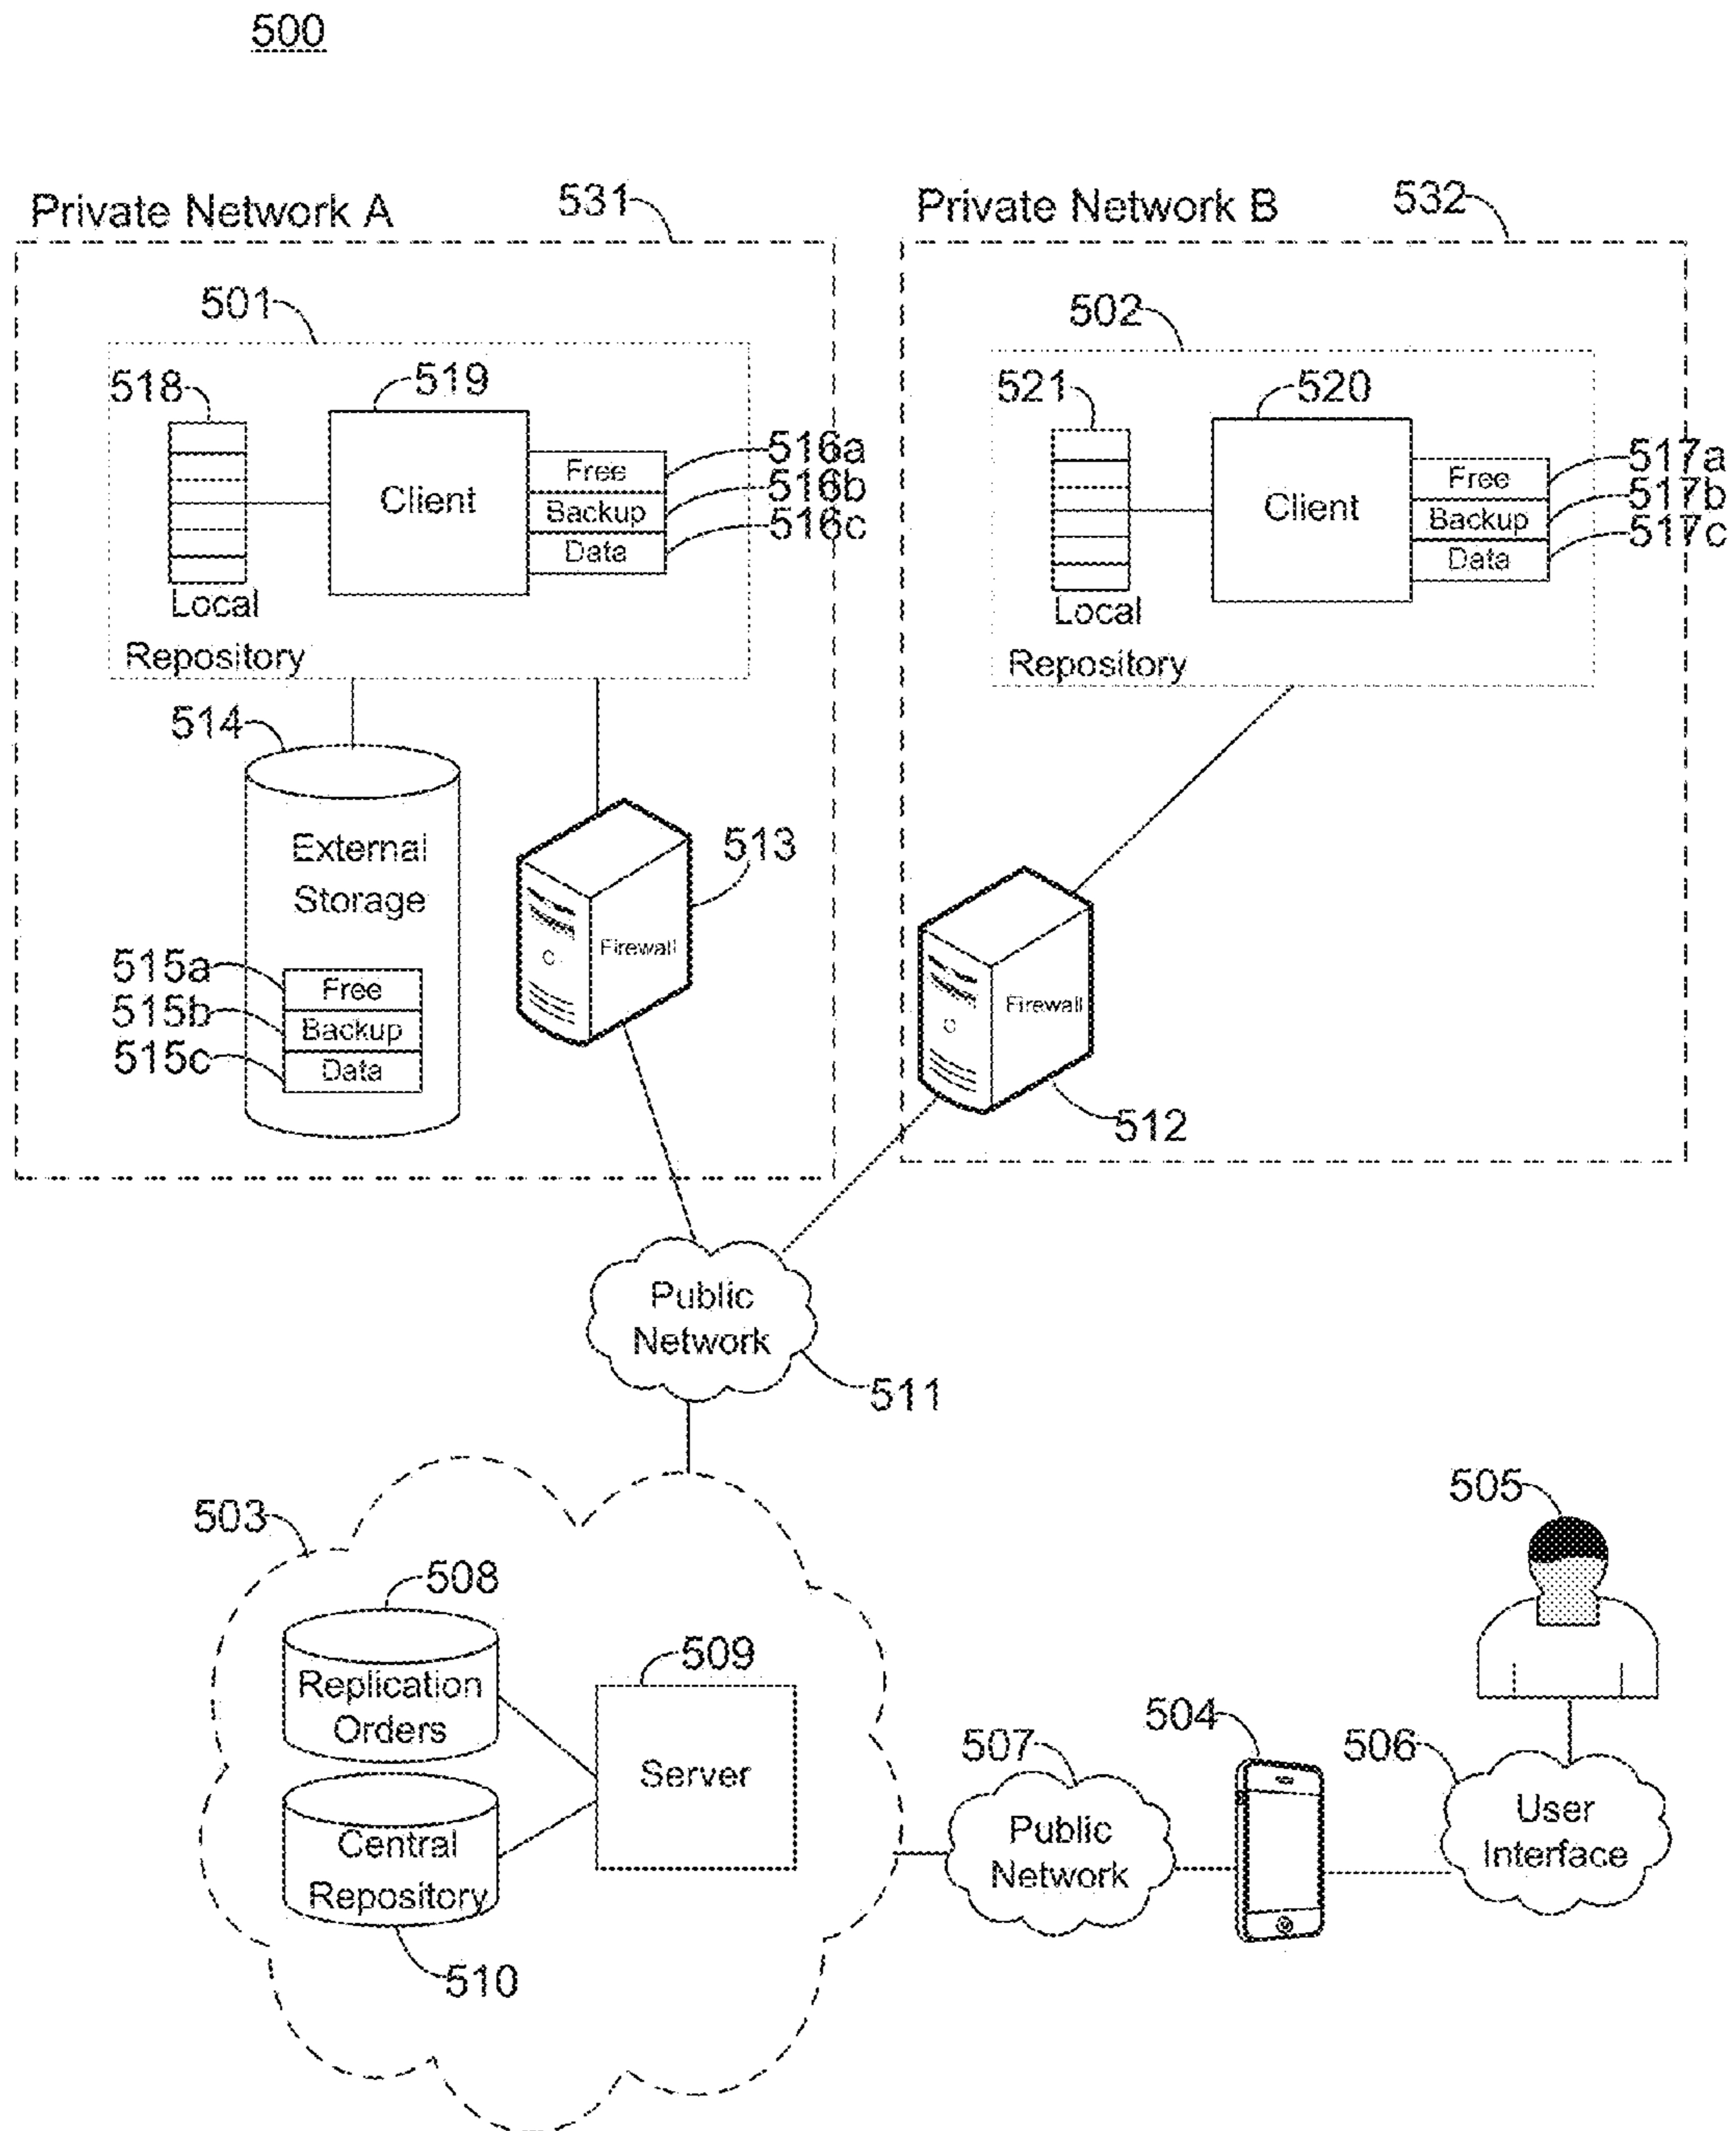 500
Private Network A
531
Private Network B
532
501
502
518
519
521
520
Client
Free
Backup
Data
516a
516b
516c
Local
Repository
Client
Free
Backup
Data
517a
517b
517c
Local
Repository
514
External
Storage
515a
515b
515c
Free
Backup
Data
Firewall
513
Firewall
512
Public
Network
511
503
508
Replication
Orders
509
Server
Central
Repository
510
507
Public
Network
504
505
506
User
Interface